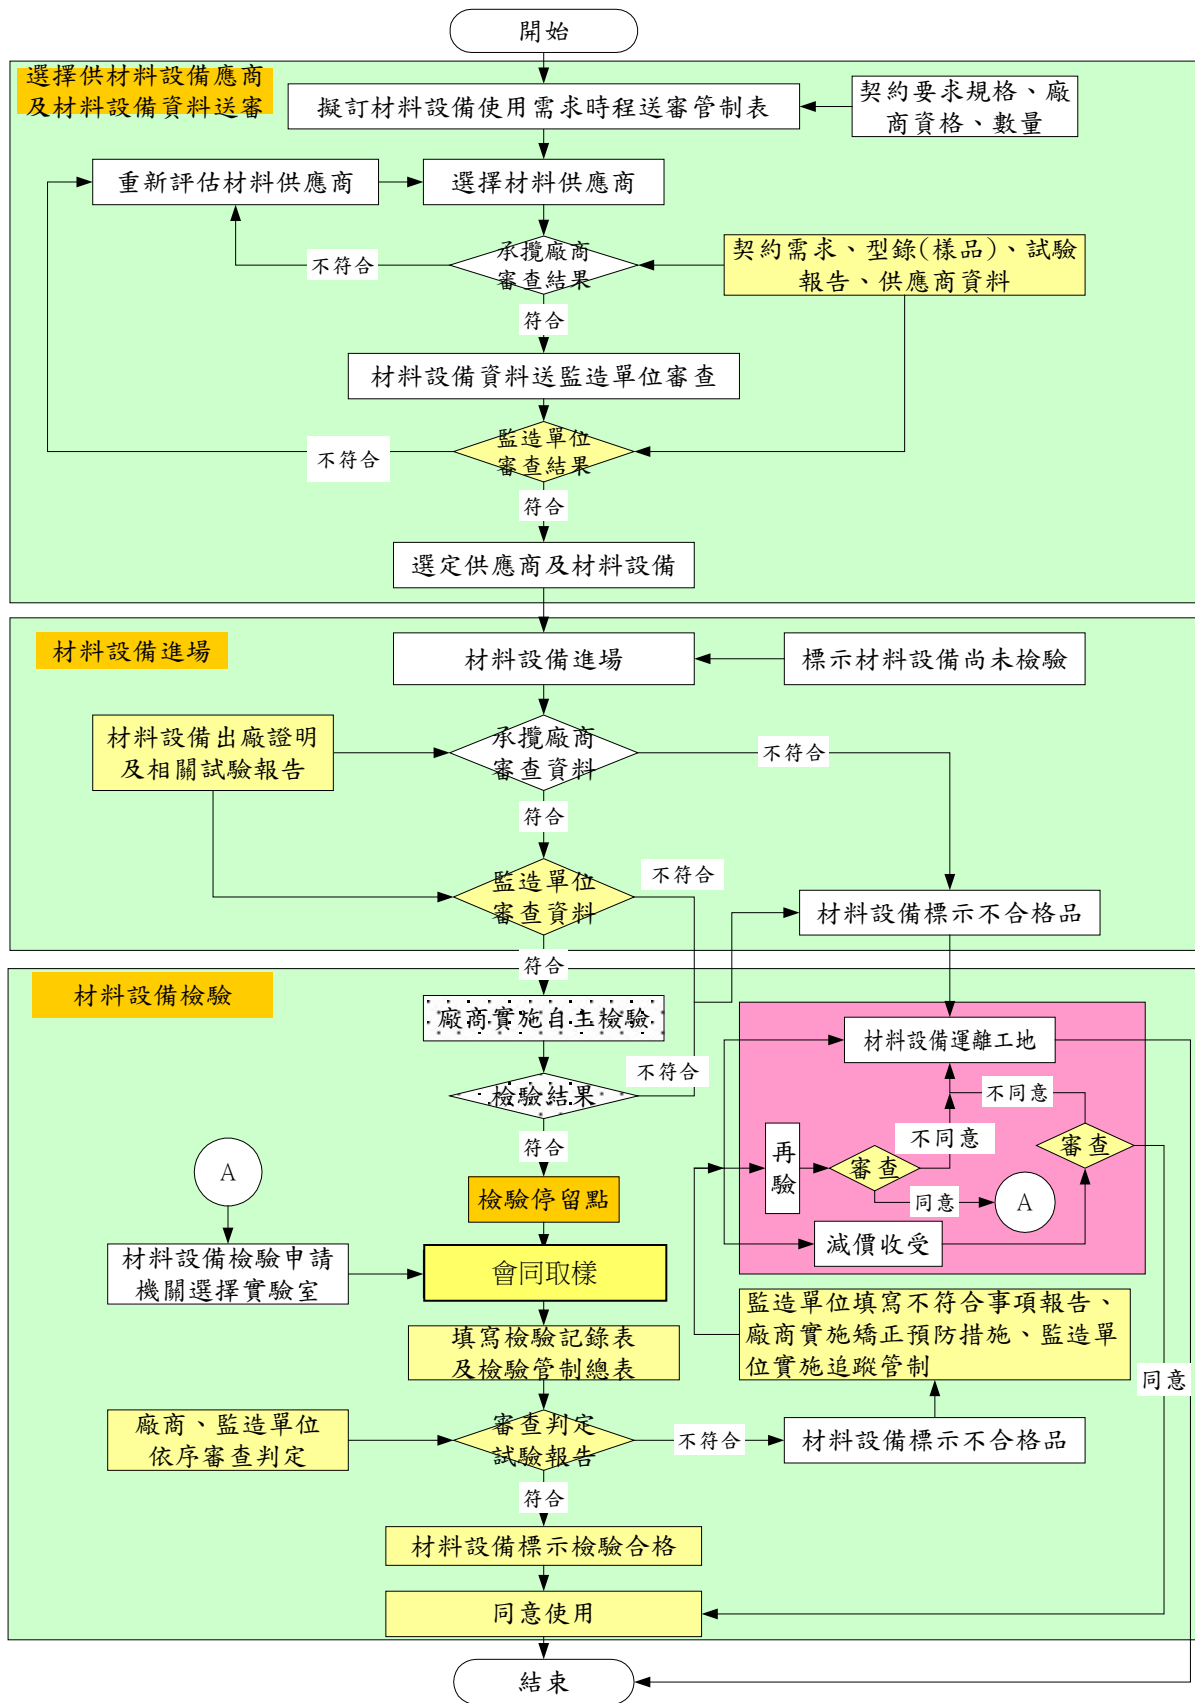 開始
選擇供材料設備應商
及材料設備資料送審
擬訂材料設備使用需求時程送審管制表
契約要求規格、廠
商資格、數量
重新評估材料供應商
選擇材料供應商
不符合
承攬廠商
審查結果
契約需求、型錄(樣品)、試驗
報告、供應商資料
符合
材料設備資料送監造單位審查
不符合
監造單位
審查結果
符合
選定供應商及材料設備
材料設備進場
材料設備進場
標示材料設備尚未檢驗
材料設備出廠證明
及相關試驗報告
承攬廠商
審查資料
不符合
符合
監造單位
審查資料
不符合
材料設備標示不合格品
符合
材料設備檢驗
廠商實施自主檢驗
材料設備運離工地
不符合
檢驗結果
不同意
符合
再
驗
審查
不同意
審查
A
檢驗停留點
同意
A
材料設備檢驗申請
機關選擇實驗室
會同取樣
減價收受
填寫檢驗記錄表
及檢驗管制總表
監造單位填寫不符合事項報告、
廠商實施矯正預防措施、監造單
位實施追蹤管制
同意
廠商、監造單位
依序審查判定
審查判定
試驗報告
不符合
材料設備標示不合格品
符合
材料設備標示檢驗合格
同意使用
結束